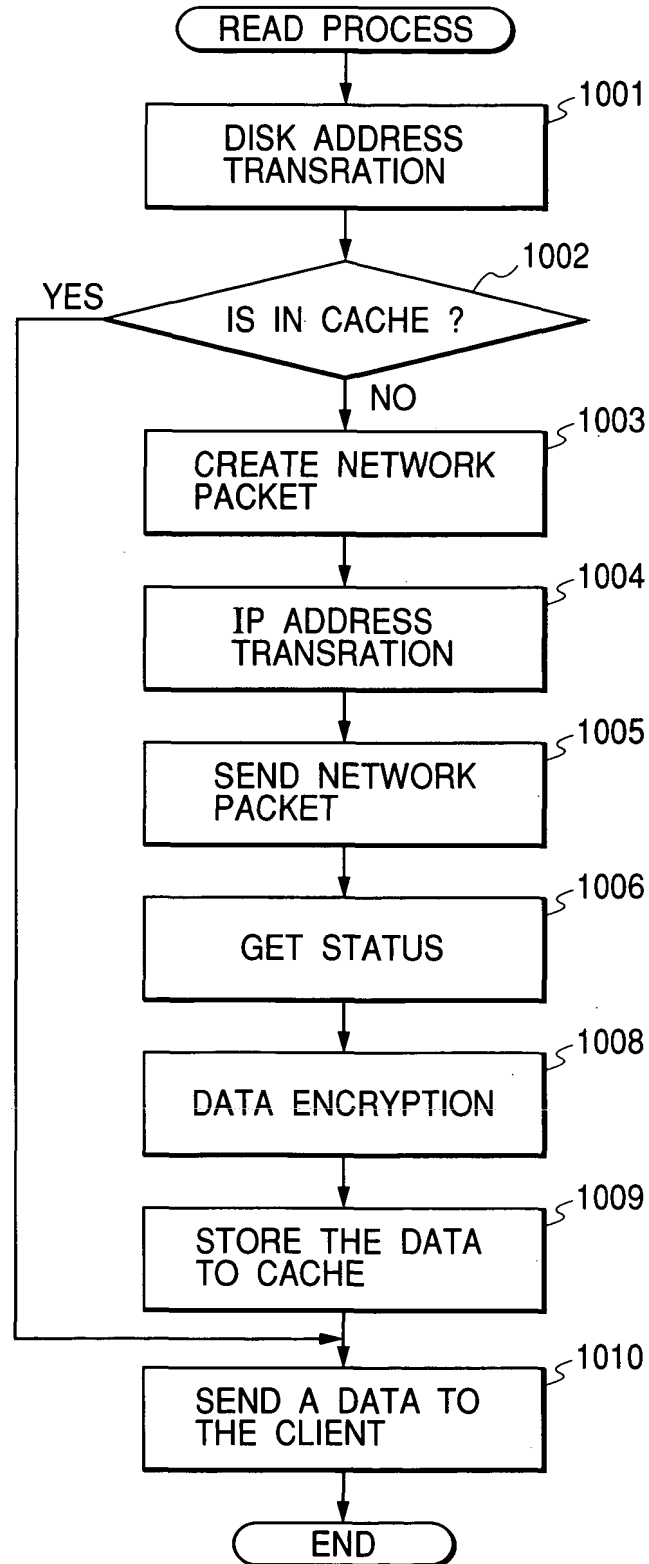 READ PROCESS
1001
DISK ADDRESS
TRANSRATION
1002
YES
IS IN CACHE ?
NO
1003
CREATE NETWORK
PACKET
1004
IP ADDRESS
TRANSRATION
1005
SEND NETWORK
PACKET
1006
GET STATUS
1008
DATA ENCRYPTION
1009
STORE THE DATA
TO CACHE
1010
SEND A DATA TO
THE CLIENT
END